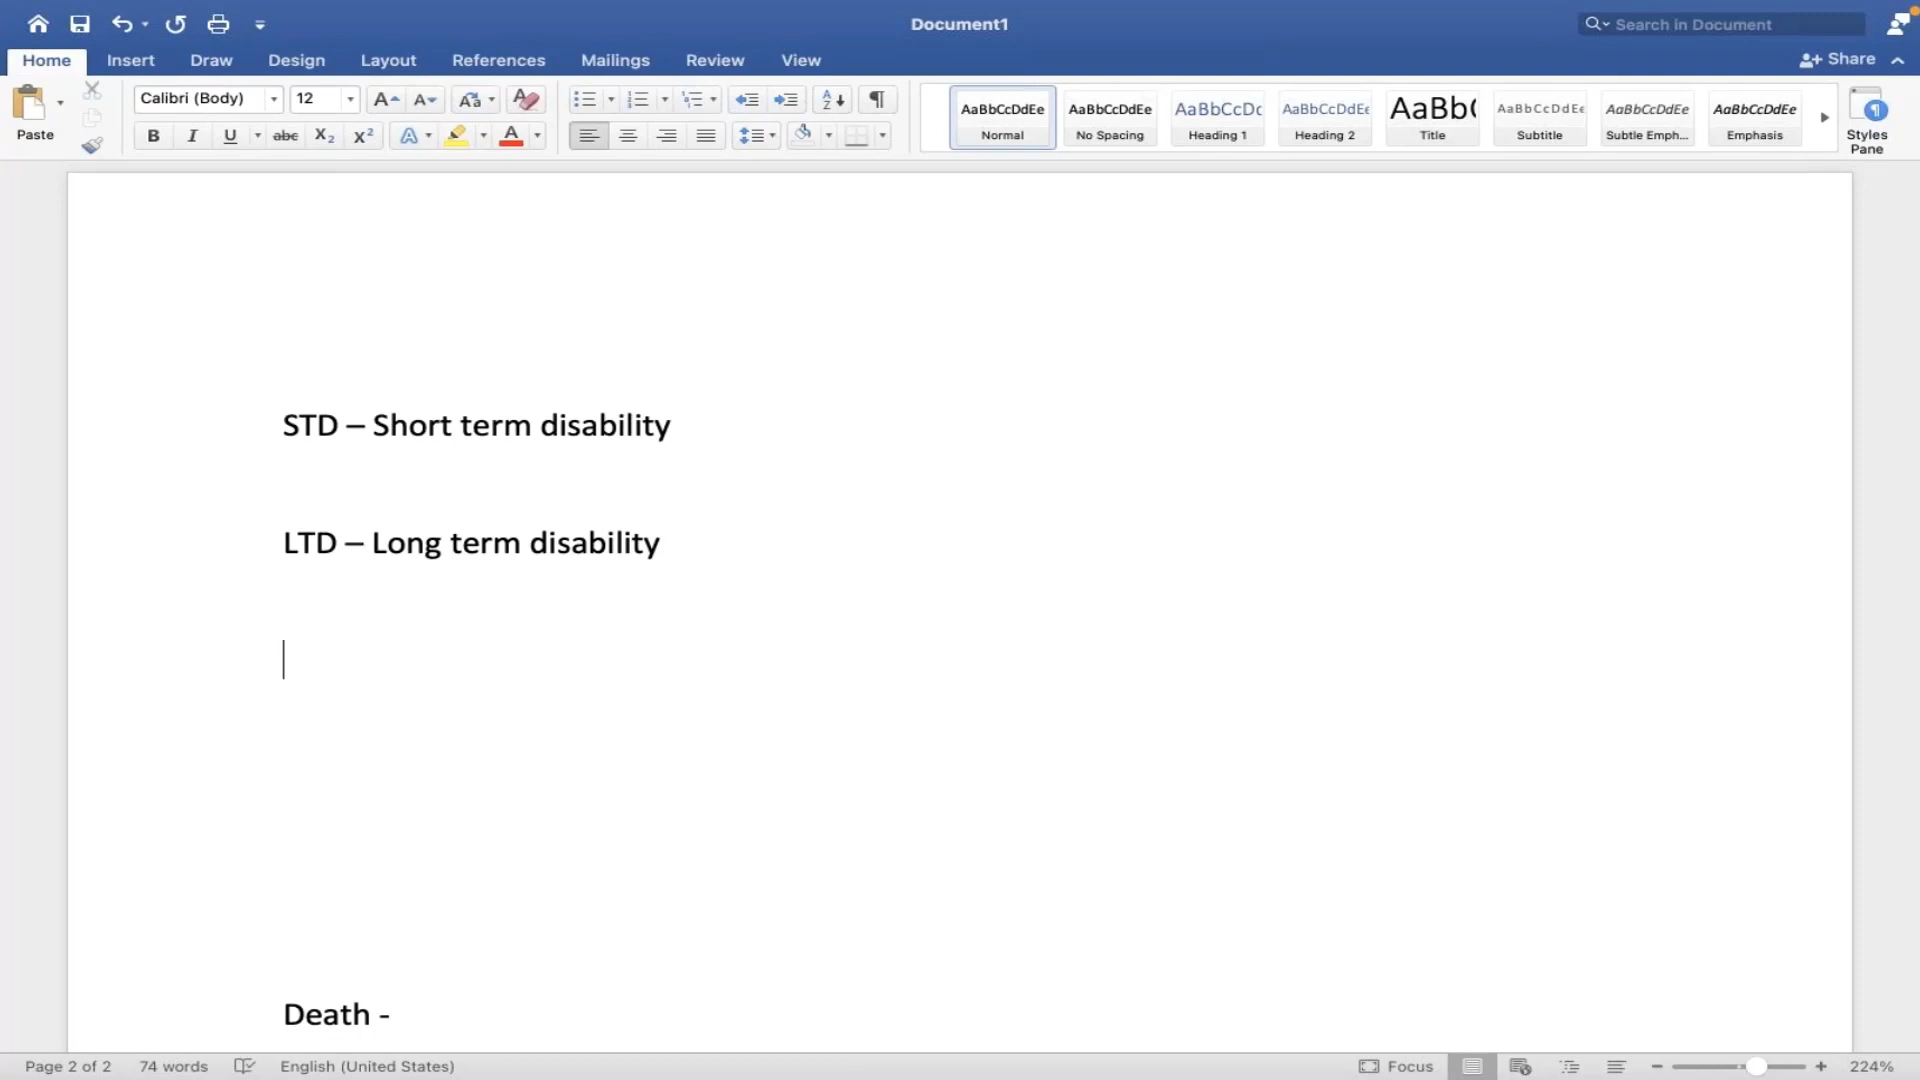 Document1
Search in Document
Home Insert Draw Design Layout References Mailings Review View Share
Paste
Calibri (Body) 12
AaBbCcDdEe AaBbCcDdEe AaBbCcDc AaBbCcDdEe AaBb( AaBbCcDdEe AaBbCcDdEe AaBbCcDdEe
Normal No Spacing Heading 1 Heading 2 Title Subtitle Subtle Emph... Emphasis
Styles
Pane
B I U abc X₂ X² A A
STD – Short term disability
LTD – Long term disability
Death -
Page 2 of 2 74 words English (United States) Focus 224%